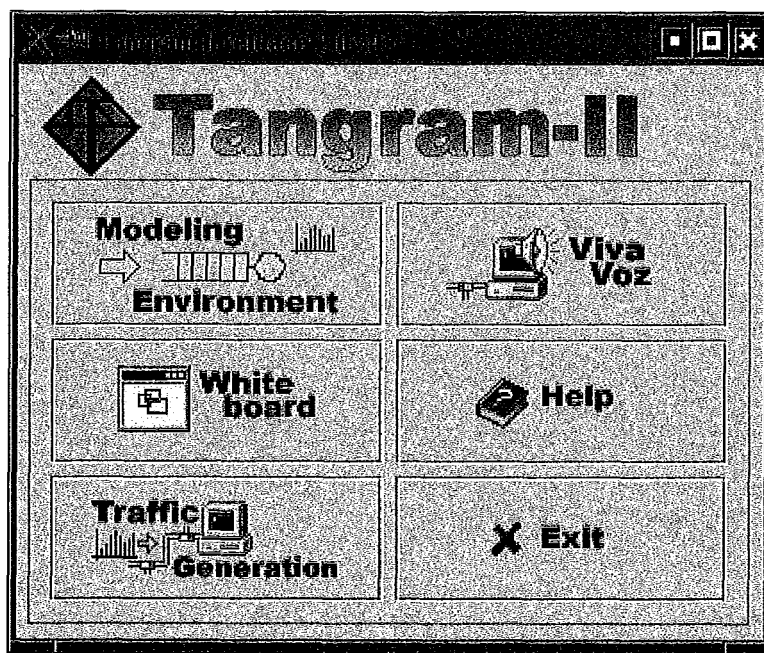 Tangram-II
Modeling
Environment
Viva
Voz
White
board
Help
Traffic
Generation
Exit